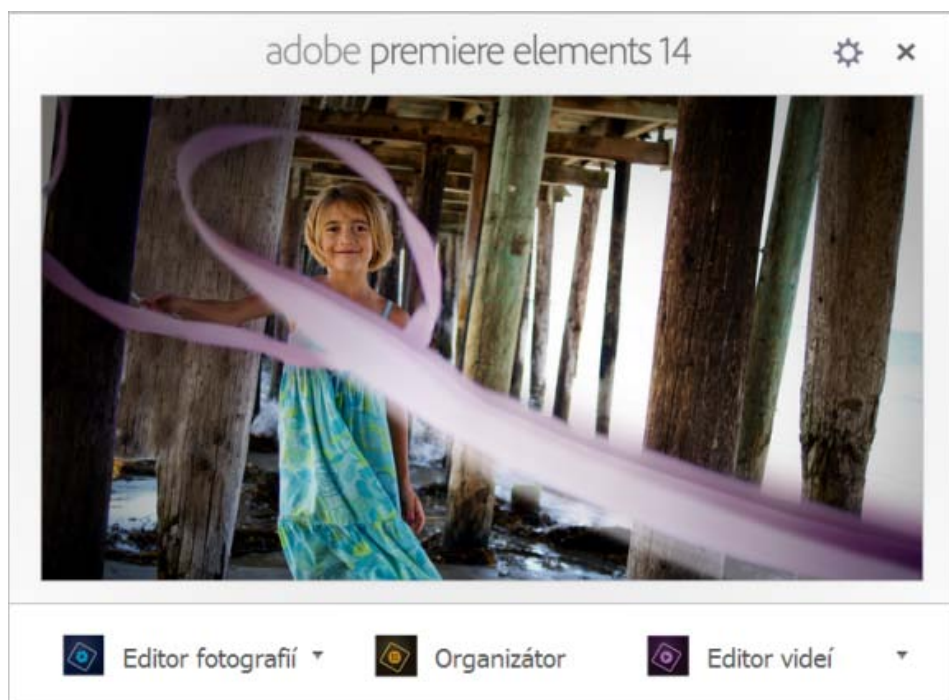 adobe premiere elements 14
Editor fotografií
Organizátor
Editor videí